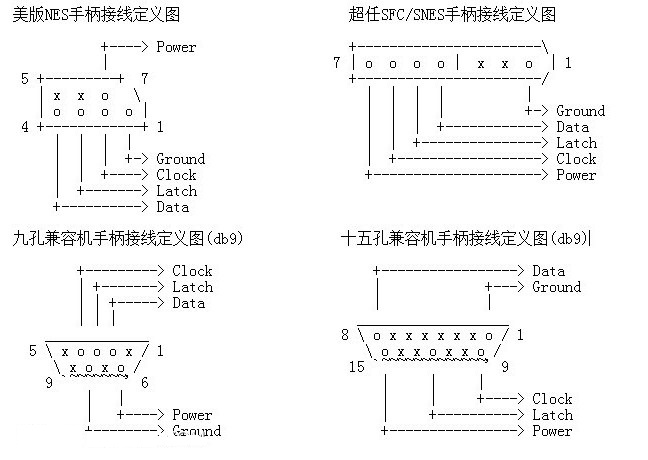 美版NES手柄接线定义图
+----> Power
|
5 +---------+ 7
| x x o \
| o o o o |
4 +-----------+ 1
| | | |
| | | +-> Ground
| | +----> Clock
| +-------> Latch
+----------> Data
超任SFC/SNES手柄接线定义图
+----------------------\
7 | o o o o | x x o | 1
+----------------------/
| | | | |
| | | | +-> Ground
| | | +------------> Data
| | +---------------> Latch
| +------------------> Clock
+---------------------> Power
九孔兼容机手柄接线定义图(db9)
+---------> Clock
| +-------> Latch
| | +-----> Data
| | |
5 \ x o o o x / 1
9 \ x o x o / 6
| |
| +----> Power
+--------> Ground
十五孔兼容机手柄接线定义图(db9)
+-----------------> Data
| +---> Ground
| |
8 \ o x x x x x x o / 1
15 \ o x x o x x o / 9
| | |
| | +----> Clock
| +----------> Latch
+----------------> Power